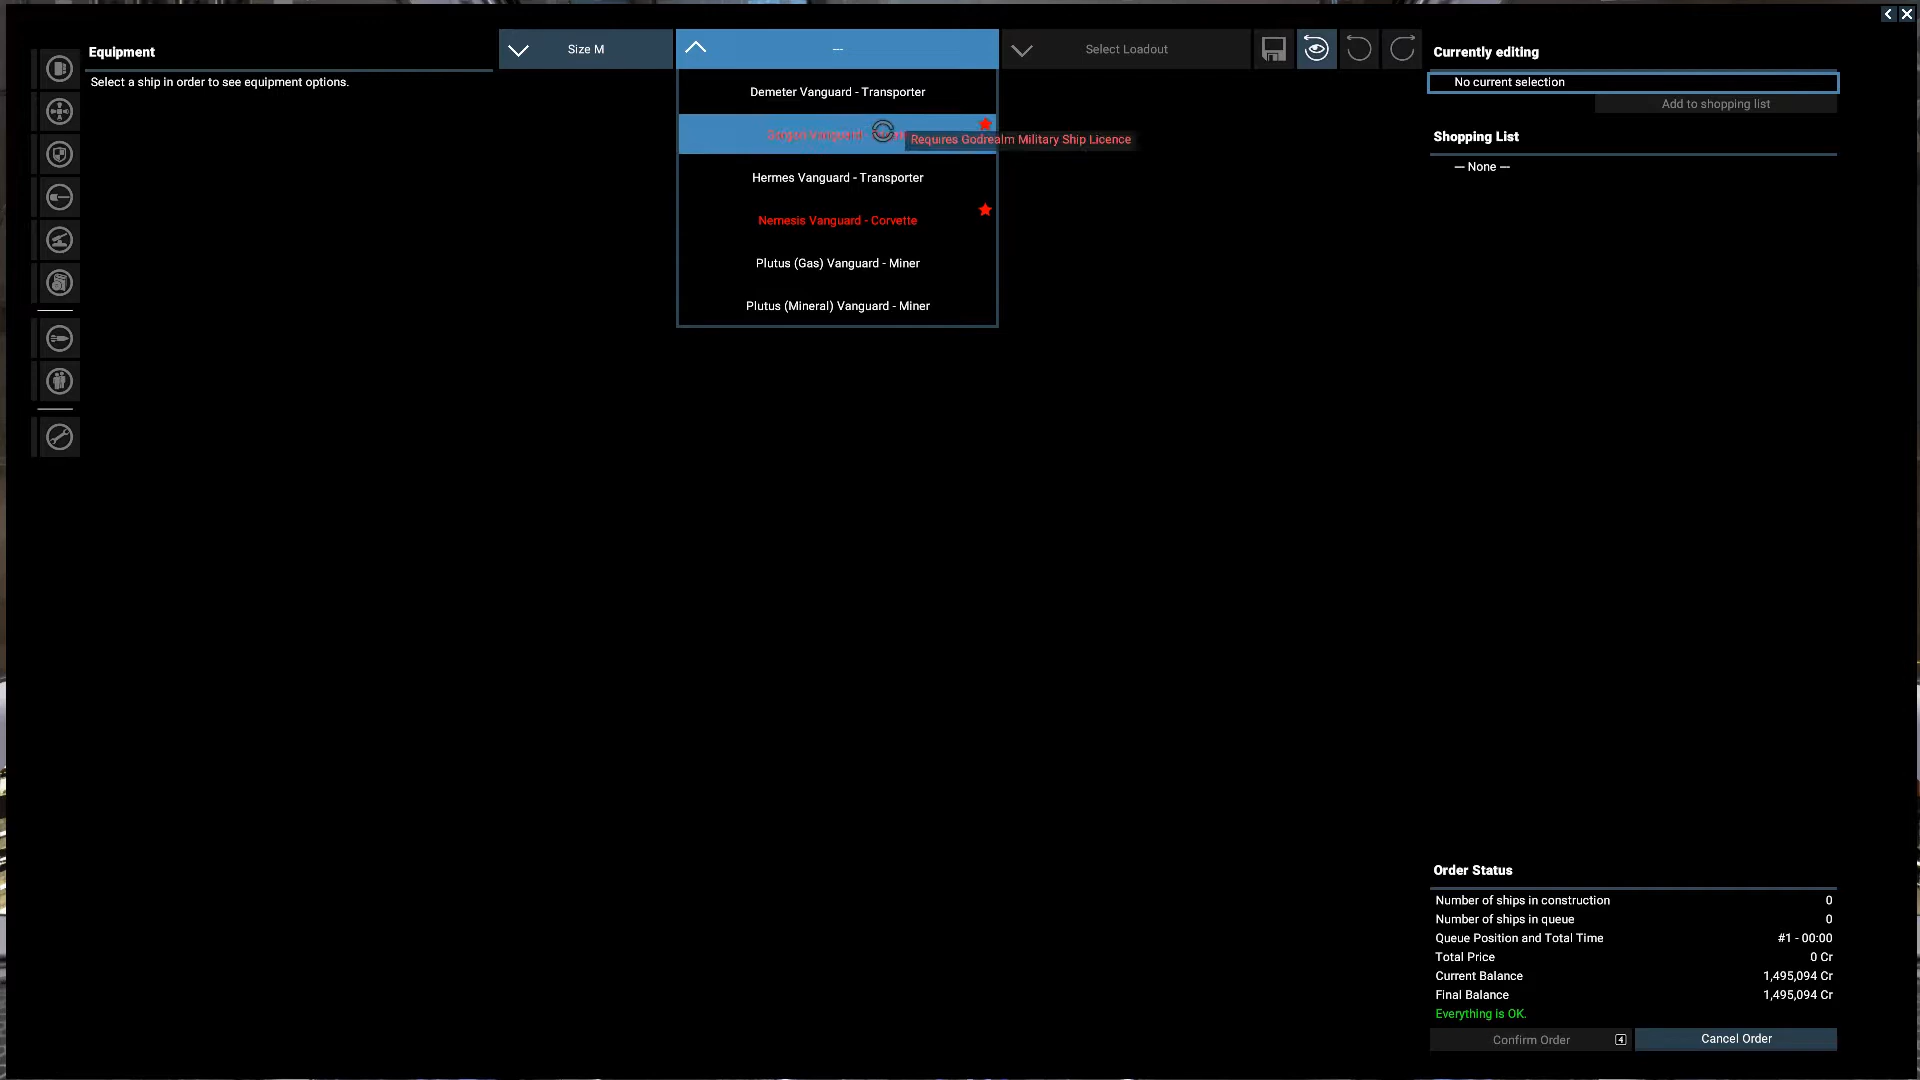 Equipment
Select a ship in order to see equipment options.
Size M
---
Select Loadout
Demeter Vanguard - Transporter
Vanguard
Requires Godrealm Military Ship Licence
Hermes Vanguard - Transporter
Nemesis Vanguard - Corvette
Plutus (Gas) Vanguard - Miner
Plutus (Mineral) Vanguard - Miner
Currently editing
No current selection
Add to shopping list
Shopping List
— None —
Order Status
Number of ships in construction 0
Number of ships in queue 0
Queue Position and Total Time #1 - 00:00
Total Price 0 Cr
Current Balance 1,495,094 Cr
Final Balance 1,495,094 Cr
Everything is OK.
Confirm Order 4
Cancel Order